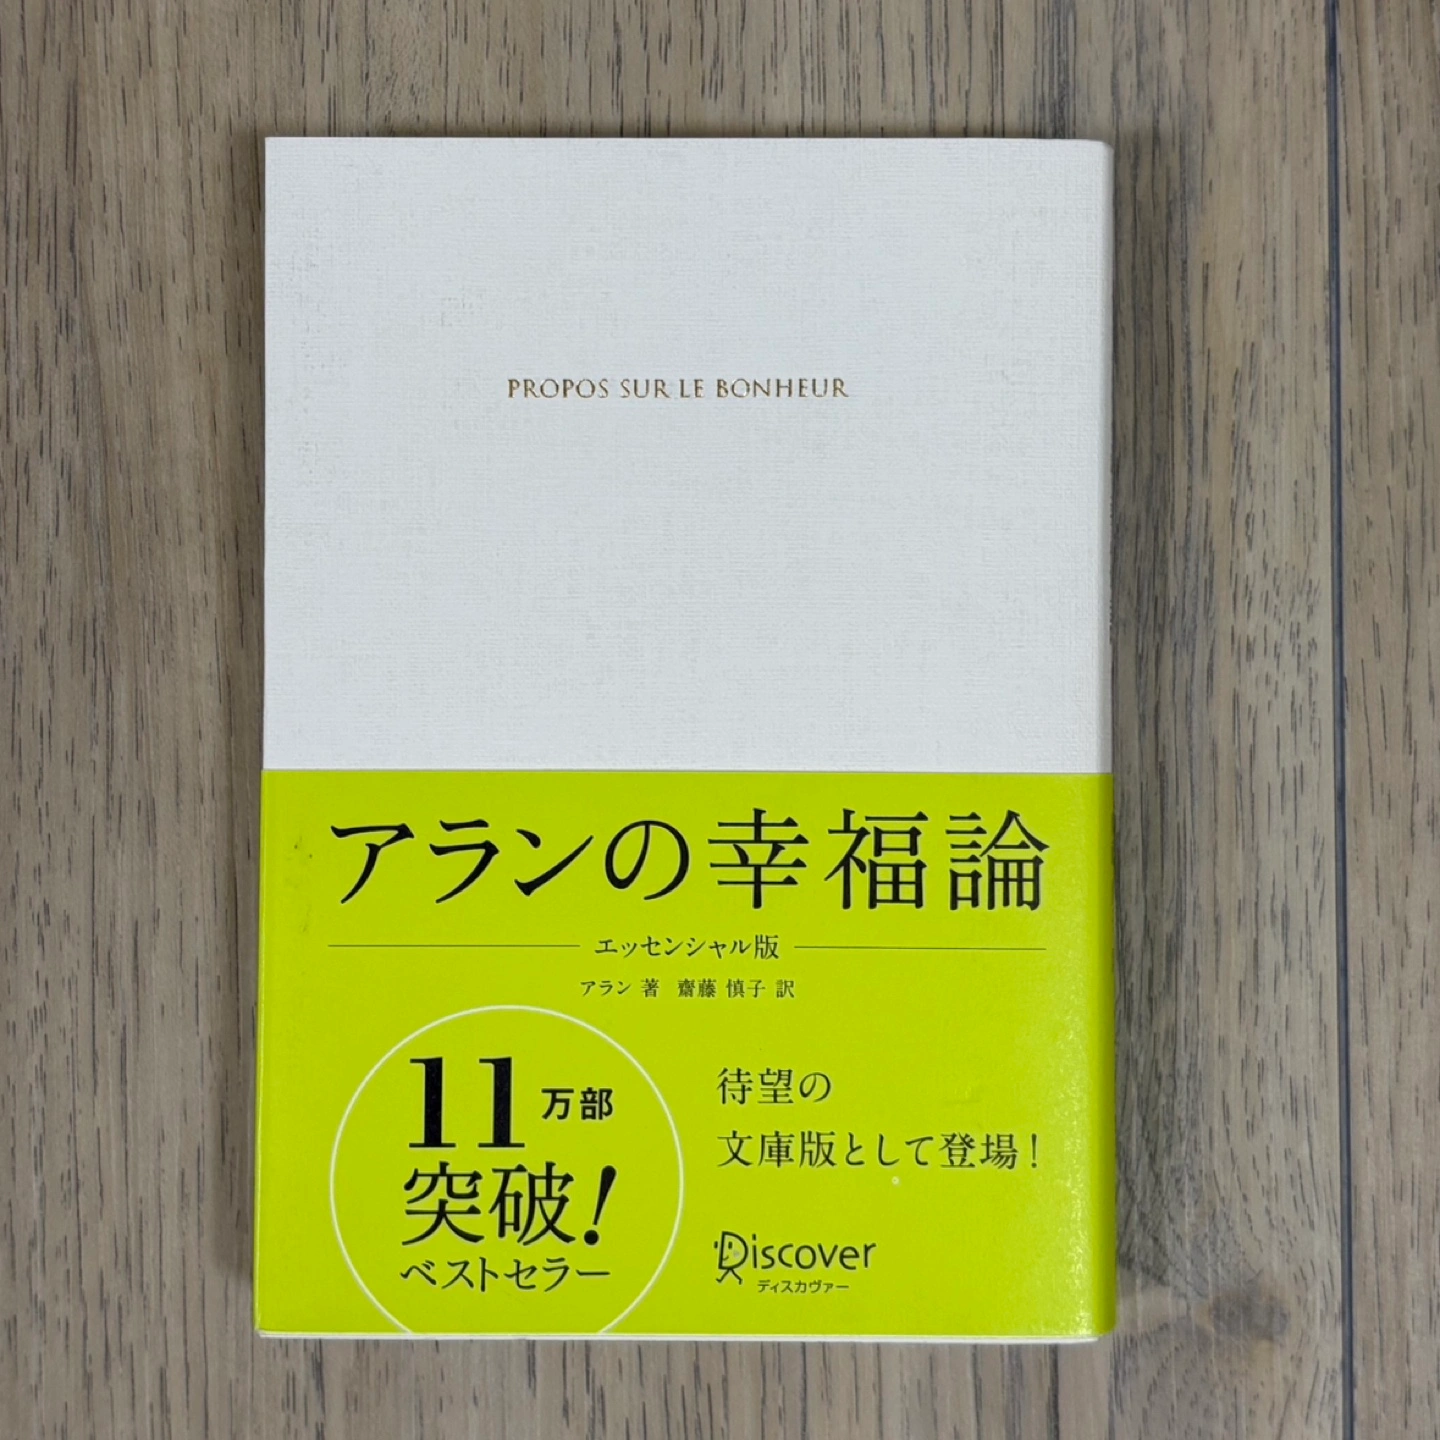 PROPOS SUR LE BONHEUR
アランの幸福論
エッセンシャル版
アラン 著 齋藤 慎子 訳
11万部
突破!
ベストセラー
待望の
文庫版として登場!
Discover
ディスカヴァー